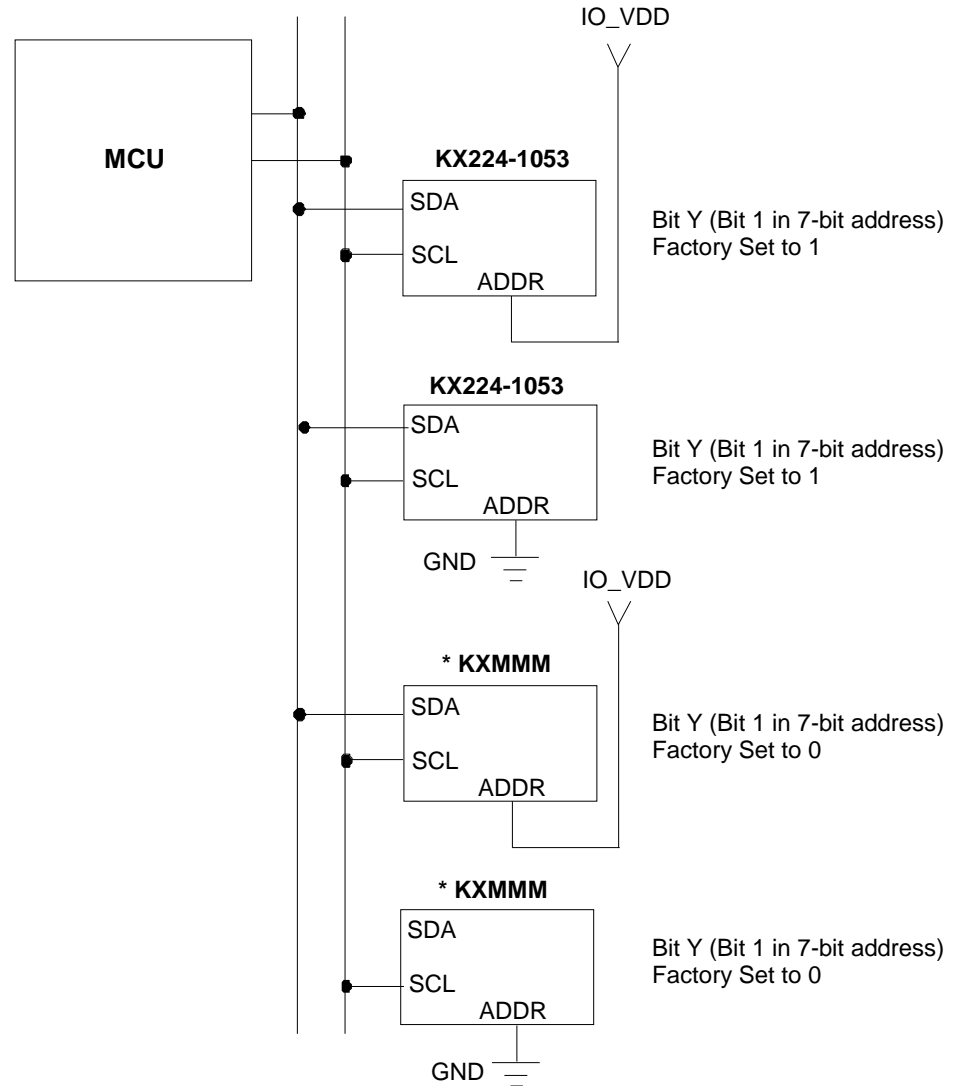 IO_VDD
MCU
KX224-1053
SDA
SCL
ADDR
Bit Y (Bit 1 in 7-bit address)
Factory Set to 1
KX224-1053
SDA
SCL
ADDR
Bit Y (Bit 1 in 7-bit address)
Factory Set to 1
GND
IO_VDD
* KXMMM
SDA
SCL
ADDR
Bit Y (Bit 1 in 7-bit address)
Factory Set to 0
* KXMMM
SDA
SCL
ADDR
Bit Y (Bit 1 in 7-bit address)
Factory Set to 0
GND